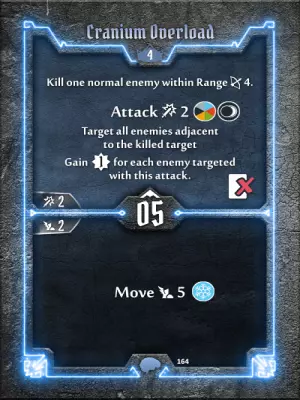 Cranium Overload
4
Kill one normal enemy within Range 4.
Attack 2
Target all enemies adjacent
to the killed target
Gain 1 for each enemy targeted
with this attack.
2
05
2
Move 5
164